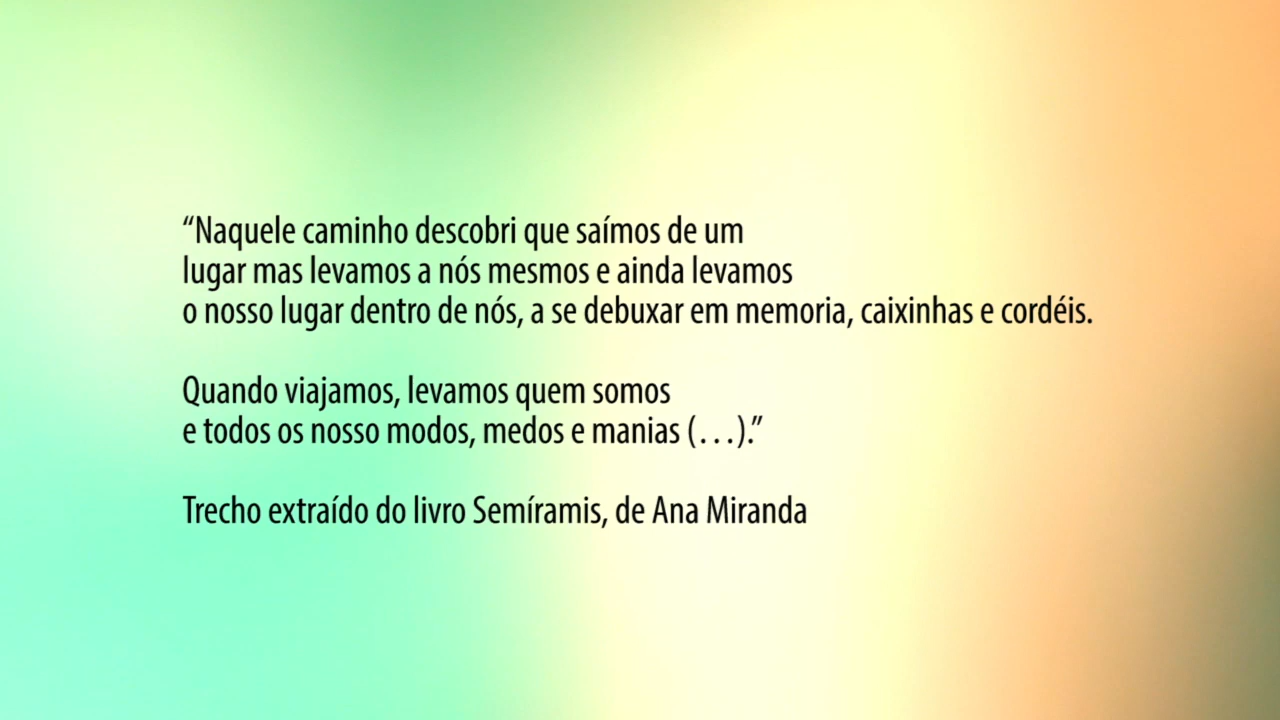 “Naquele caminho descobri que saímos de um
lugar mas levamos a nós mesmos e ainda levamos
o nosso lugar dentro de nós, a se debuxar em memoria, caixinhas e cordéis.
Quando viajamos, levamos quem somos
e todos os nosso modos, medos e manias (…).”
Trecho extraído do livro Semíramis, de Ana Miranda